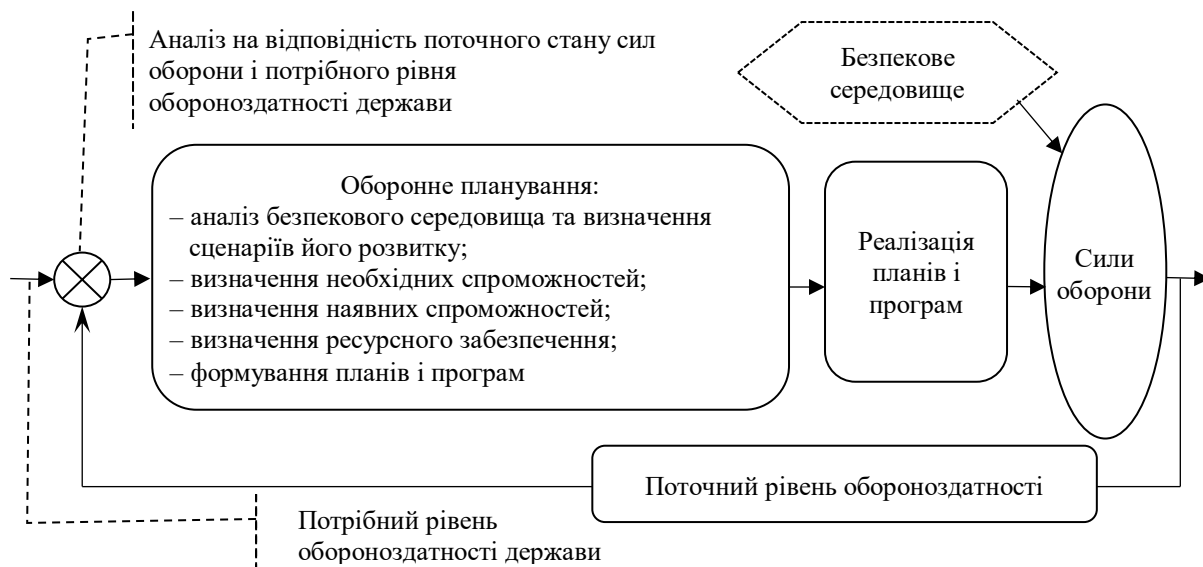 Аналіз на відповідність поточного стану сил
оборони і потрібного рівня
обороноздатності держави
Безпекове
середовище
Оборонне планування:
– аналіз безпекового середовища та визначення
сценаріїв його розвитку;
– визначення необхідних спроможностей;
– визначення наявних спроможностей;
– визначення ресурсного забезпечення;
– формування планів і програм
Реалізація
планів і
програм
Сили
оборони
Поточний рівень обороноздатності
Потрібний рівень
обороноздатності держави